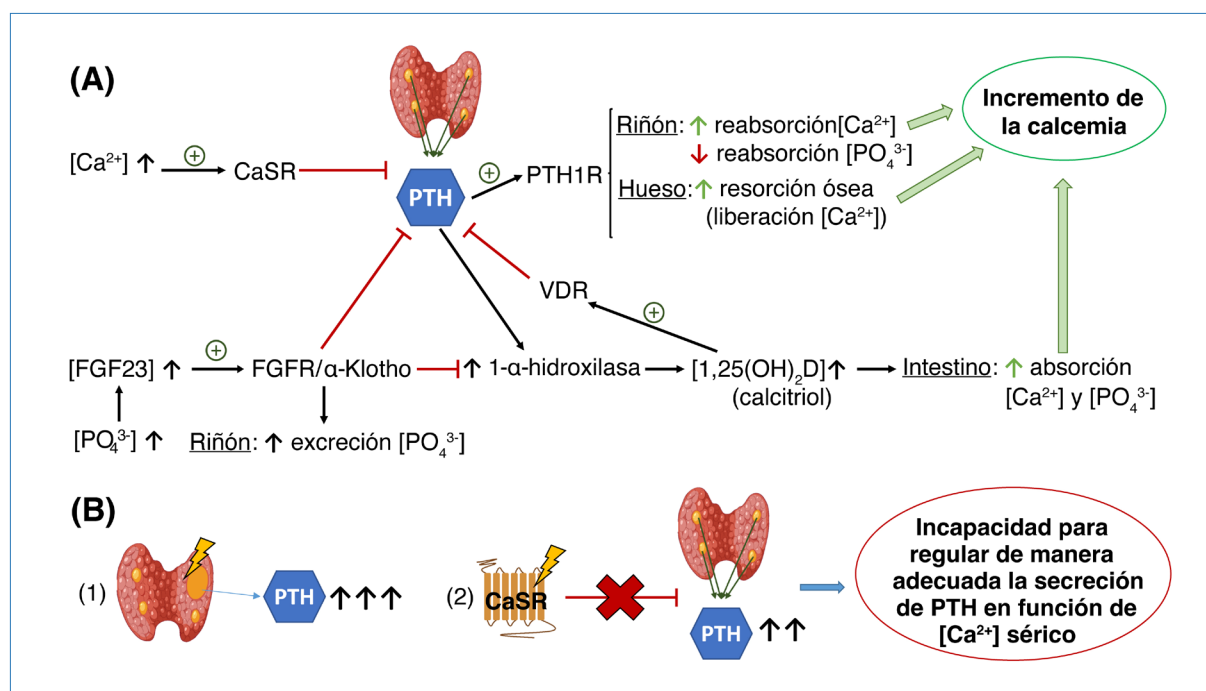 (A)
[Ca²⁺] ↑
+
CaSR
PTH
+
PTH1R
Riñón: ↑ reabsorción[Ca²⁺]
↓ reabsorción [PO₄³⁻]
Hueso: ↑ resorción ósea
(liberación [Ca²⁺])
Incremento de
la calcemia
VDR
+
[FGF23] ↑
+
FGFR/α-Klotho
↑ 1-α-hidroxilasa
[1,25(OH)₂D]↑
(calcitriol)
Intestino: ↑ absorción
[Ca²⁺] y [PO₄³⁻]
[PO₄³⁻] ↑
Riñón: ↑ excreción [PO₄³⁻]
(B)
(1)
PTH ↑↑↑
(2)
CaSR
PTH ↑↑
Incapacidad para
regular de manera
adecuada la secreción
de PTH en función de
[Ca²⁺] sérico